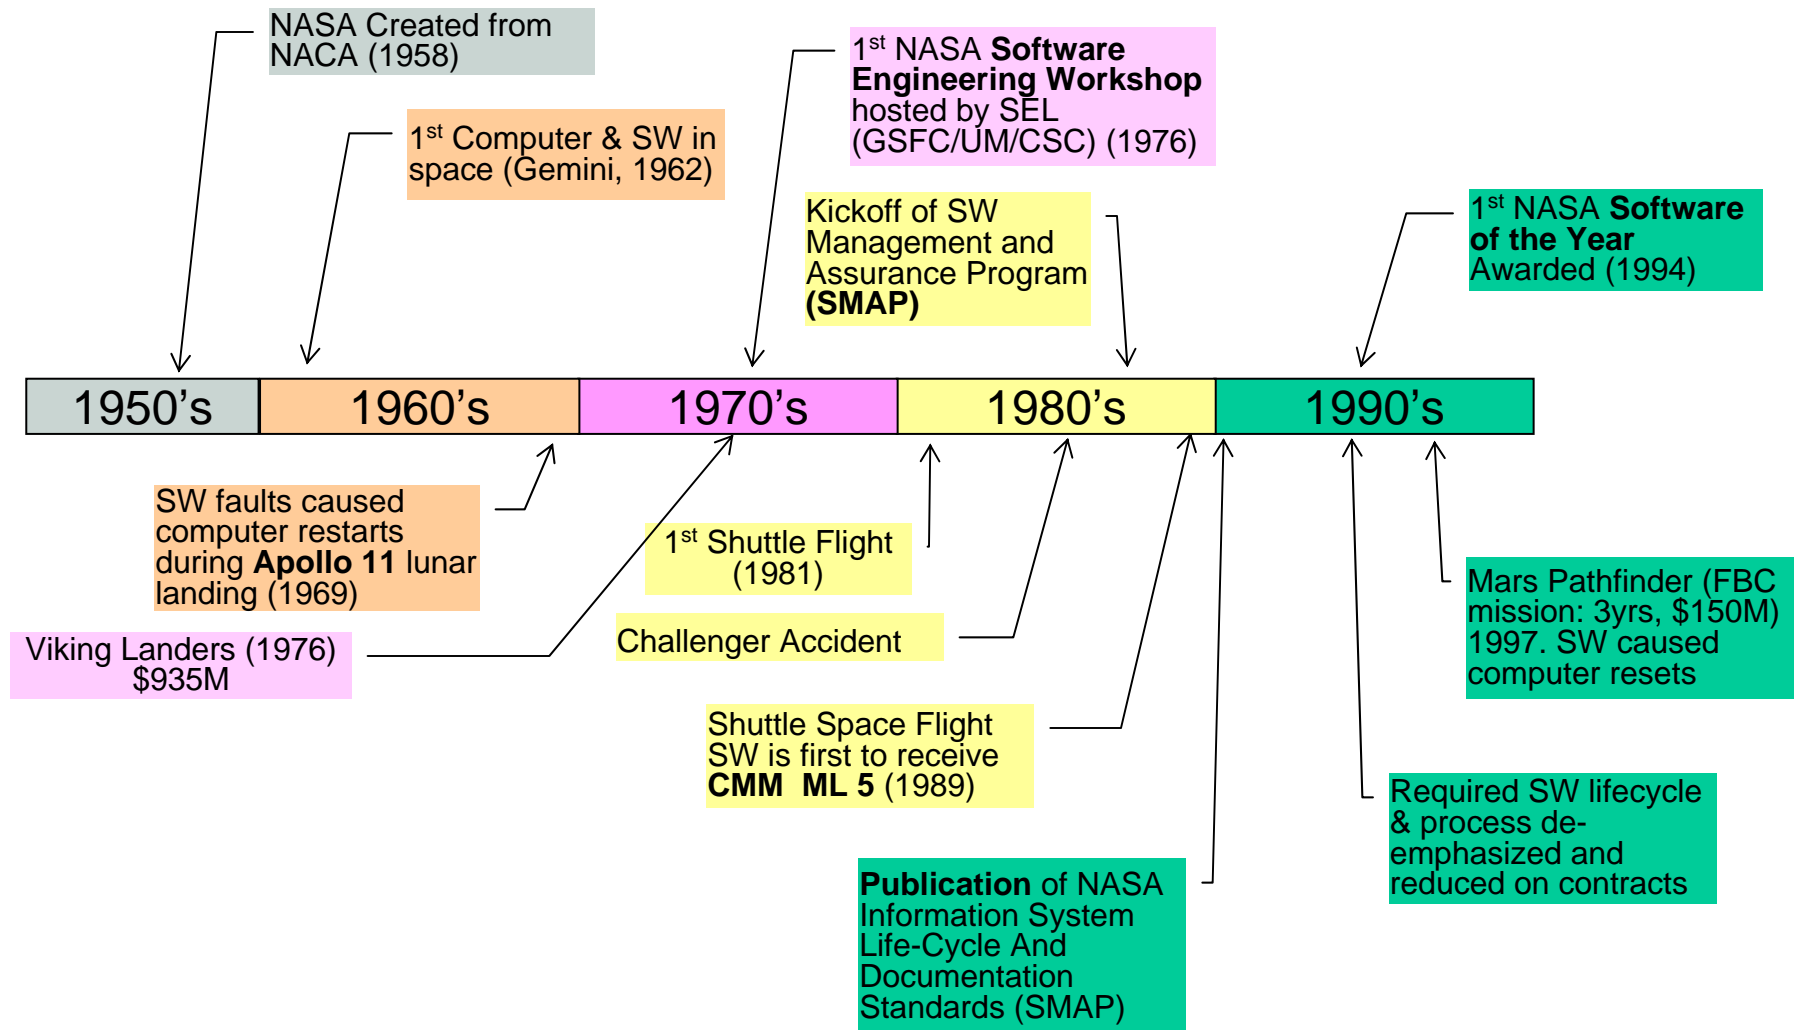 NASA Created from
NACA (1958)
1st Computer & SW in
space (Gemini, 1962)
1st NASA Software
Engineering Workshop
hosted by SEL
(GSFC/UM/CSC) (1976)
Kickoff of SW
Management and
Assurance Program
(SMAP)
1st NASA Software
of the Year
Awarded (1994)
1950’s
1960’s
1970’s
1980’s
1990’s
SW faults caused
computer restarts
during Apollo 11 lunar
landing (1969)
Viking Landers (1976)
$935M
1st Shuttle Flight
(1981)
Challenger Accident
Shuttle Space Flight
SW is first to receive
CMM ML 5 (1989)
Publication of NASA
Information System
Life-Cycle And
Documentation
Standards (SMAP)
Mars Pathfinder (FBC
mission: 3yrs, $150M)
1997. SW caused
computer resets
Required SW lifecycle
& process de-
emphasized and
reduced on contracts